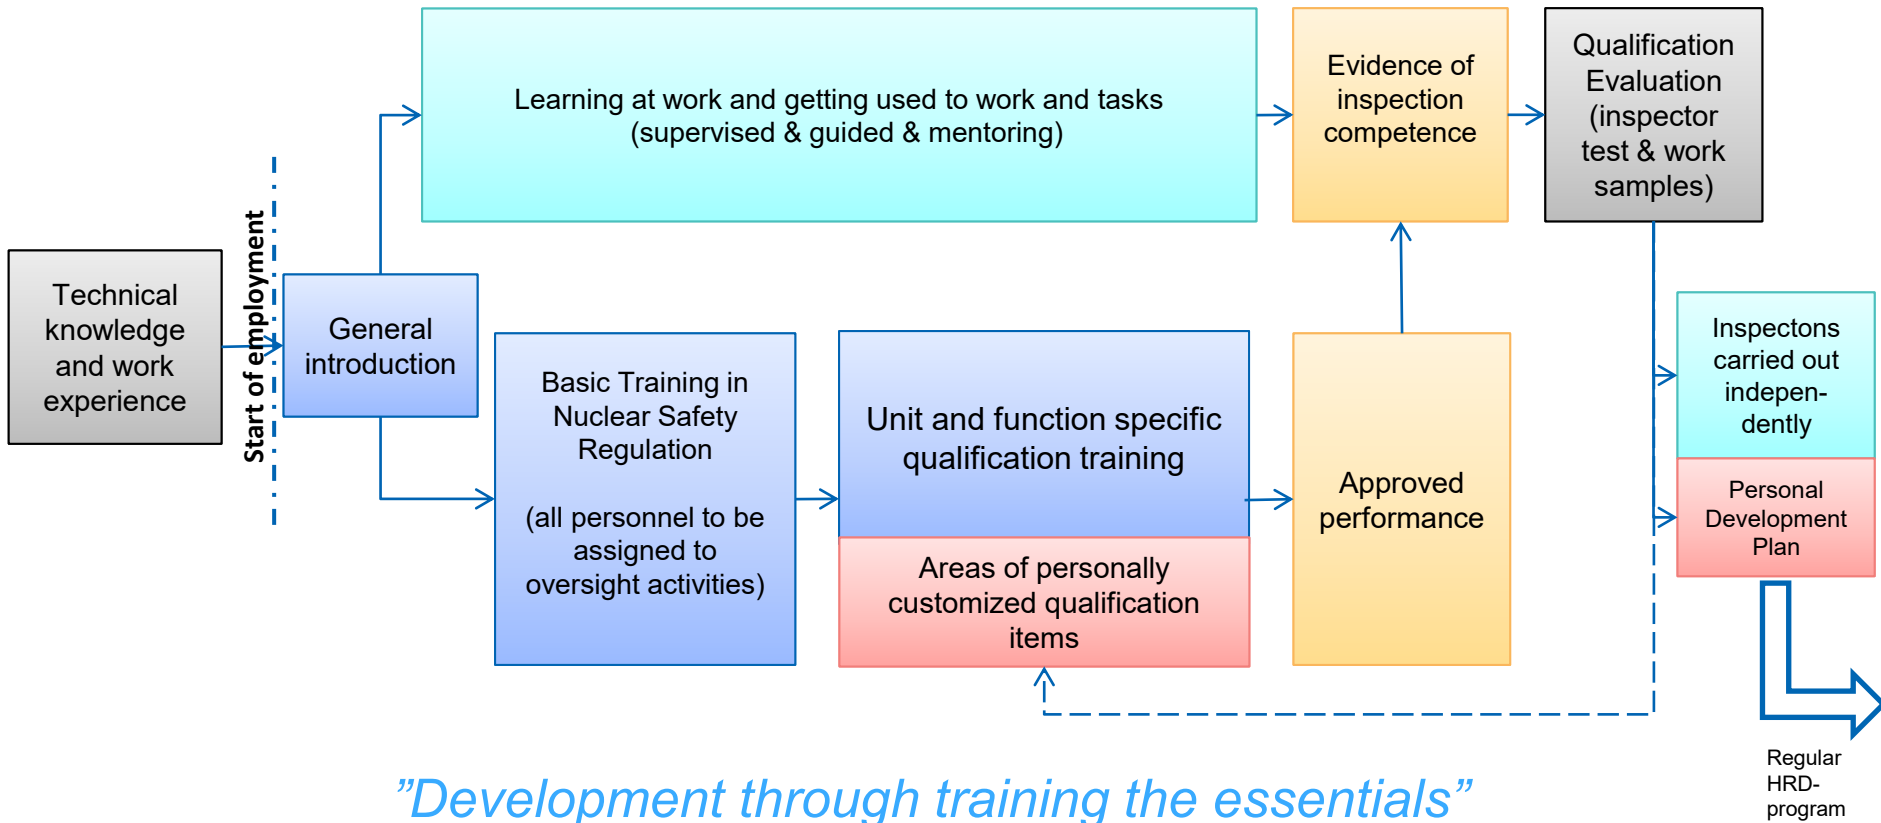 Technical
knowledge
and work
experience
Start of employment
General
introduction
Learning at work and getting used to work and tasks
(supervised & guided & mentoring)
Basic Training in
Nuclear Safety
Regulation
(all personnel to be
assigned to
oversight activities)
Unit and function specific
qualification training
Areas of personally
customized qualification
items
Approved
performance
Evidence of
inspection
competence
Qualification
Evaluation
(inspector
test & work
samples)
Inspectons
carried out
indepen-
dently
Personal
Development
Plan
Regular
HRD-
program
”Development through training the essentials”